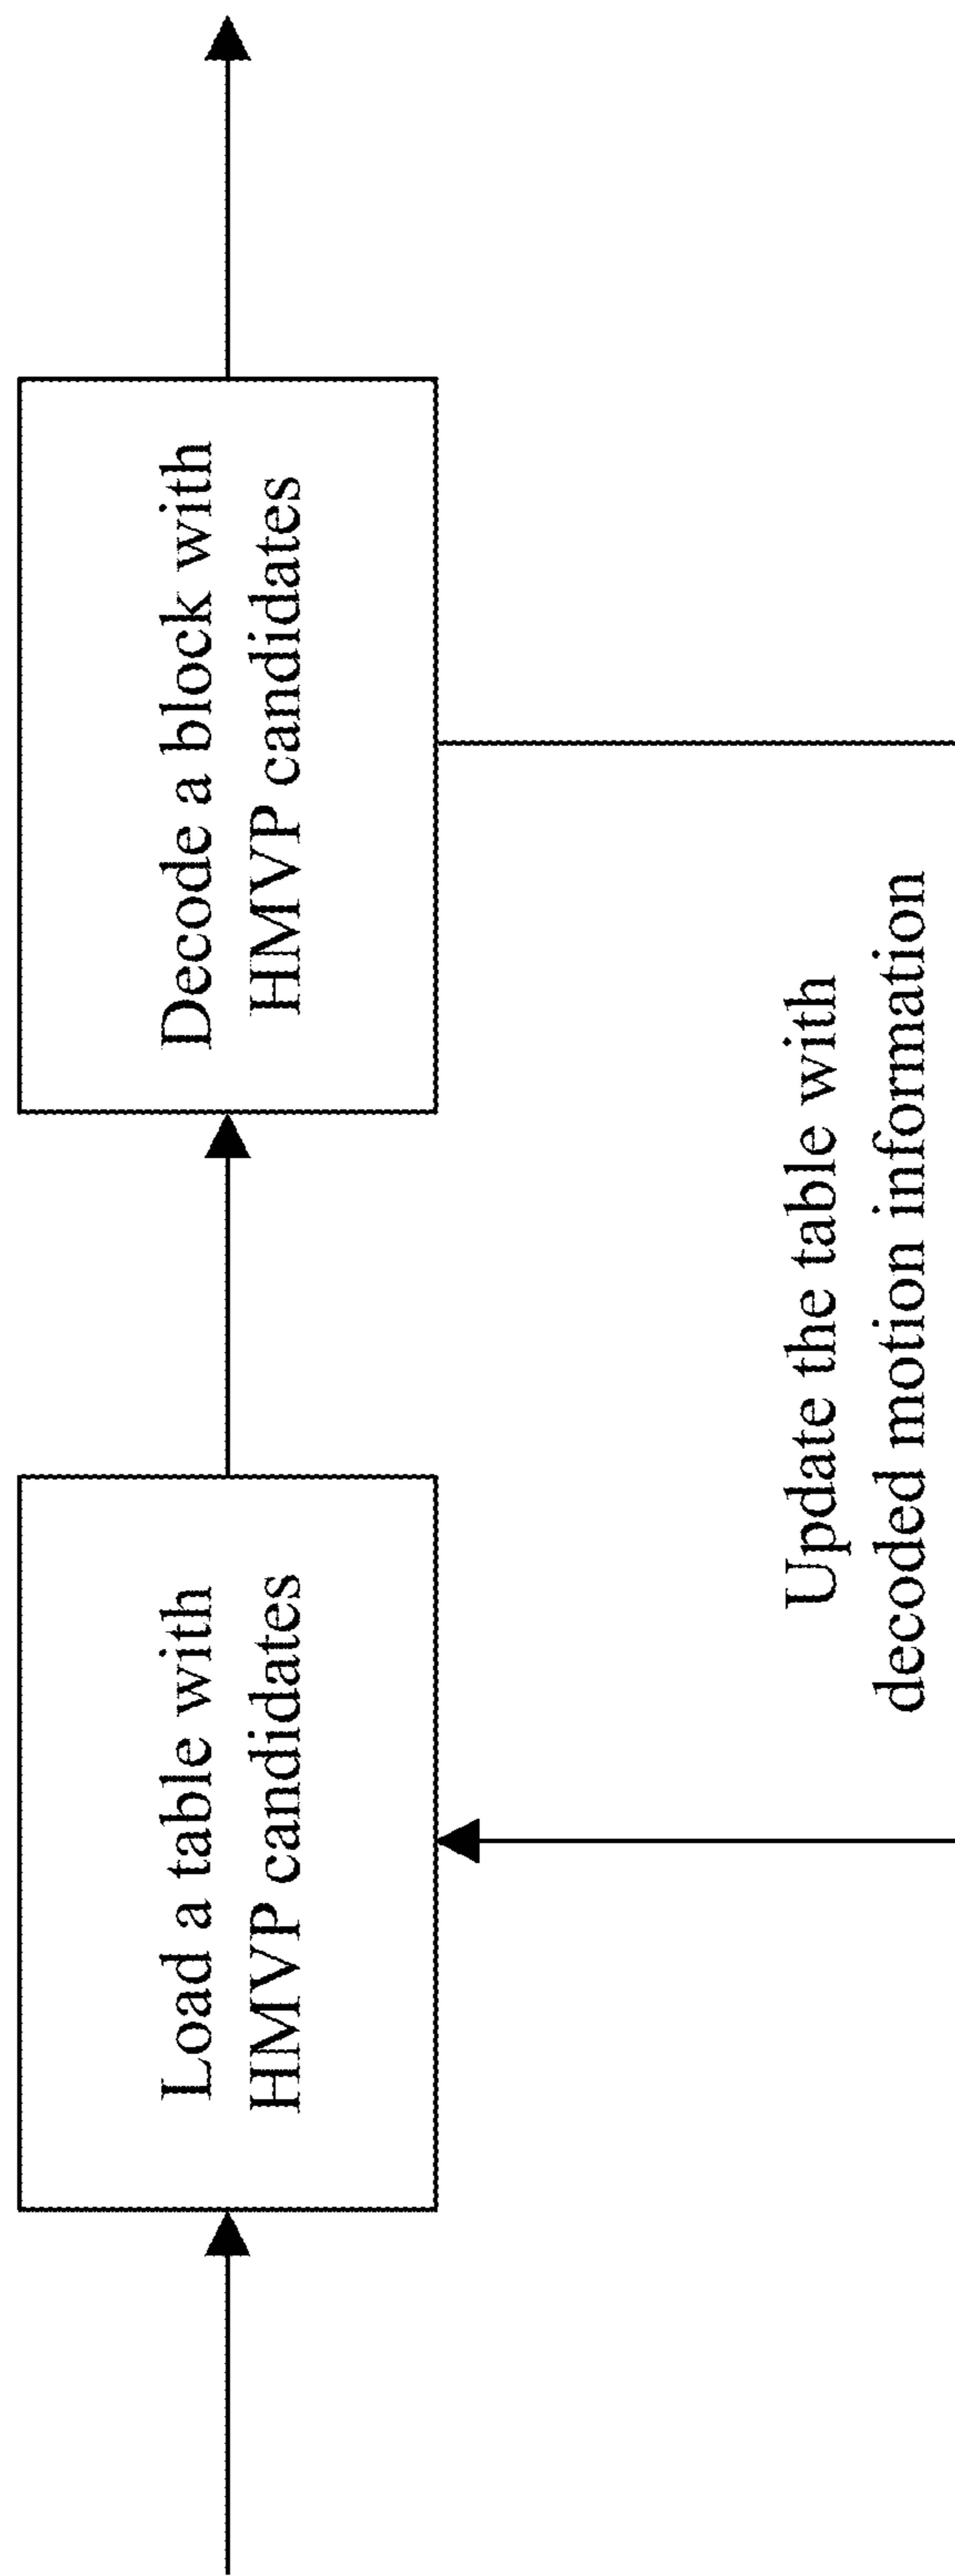 Load a table with
HMVP candidates
Decode a block with
HMVP candidates
Update the table with
decoded motion information